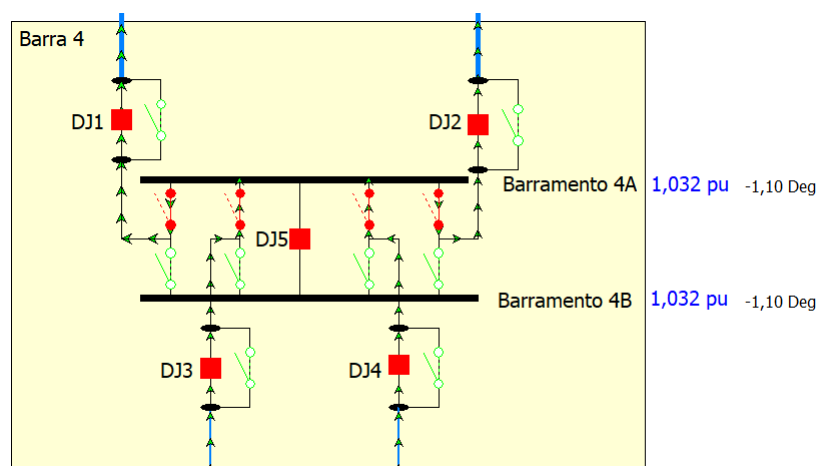 Barra 4
DJ1
DJ2
Barramento 4A 1,032 pu -1,10 Deg
DJ5
Barramento 4B 1,032 pu -1,10 Deg
DJ3
DJ4